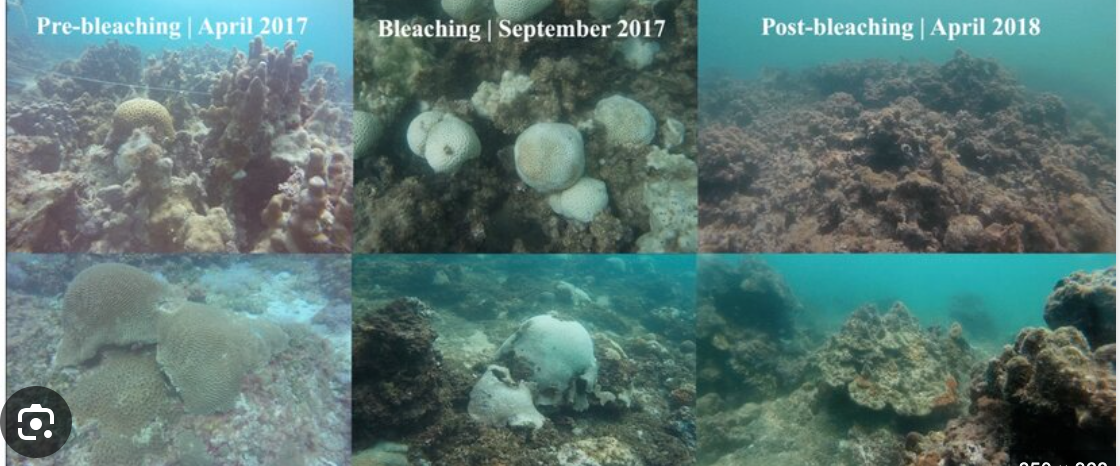 Pre-bleaching | April 2017
Bleaching | September 2017
Post-bleaching | April 2018